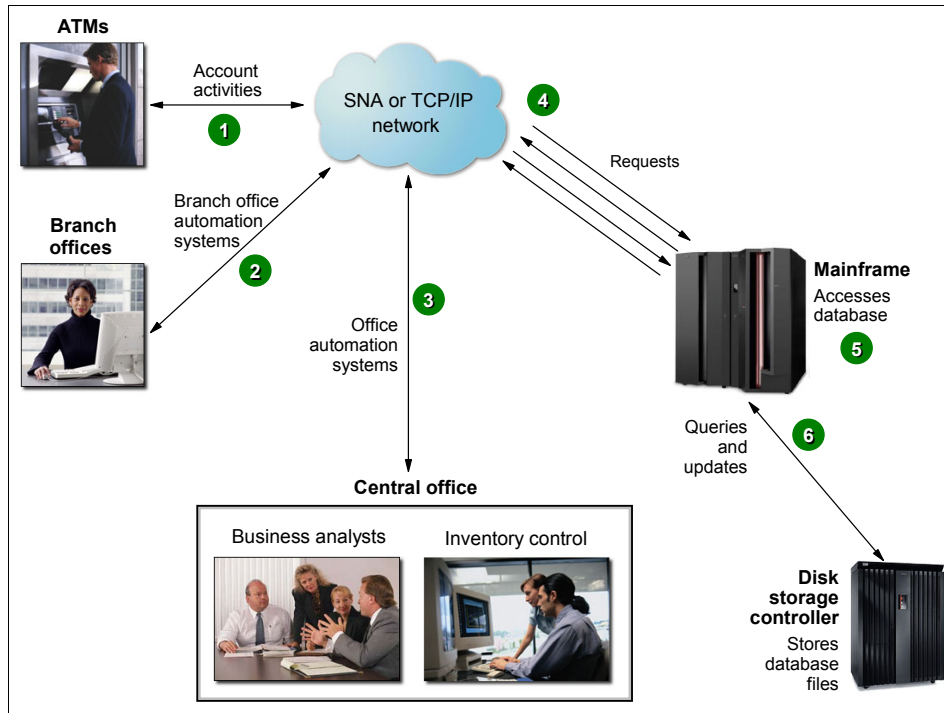 ATMs
Account
activities
1
SNA or TCP/IP
network
4
Requests
Branch office
automation
systems
2
Branch
offices
3
Office
automation
systems
Mainframe
Accesses
database
5
Queries
and
updates
6
Central office
Business analysts
Inventory control
Disk
storage
controller
Stores
database
files